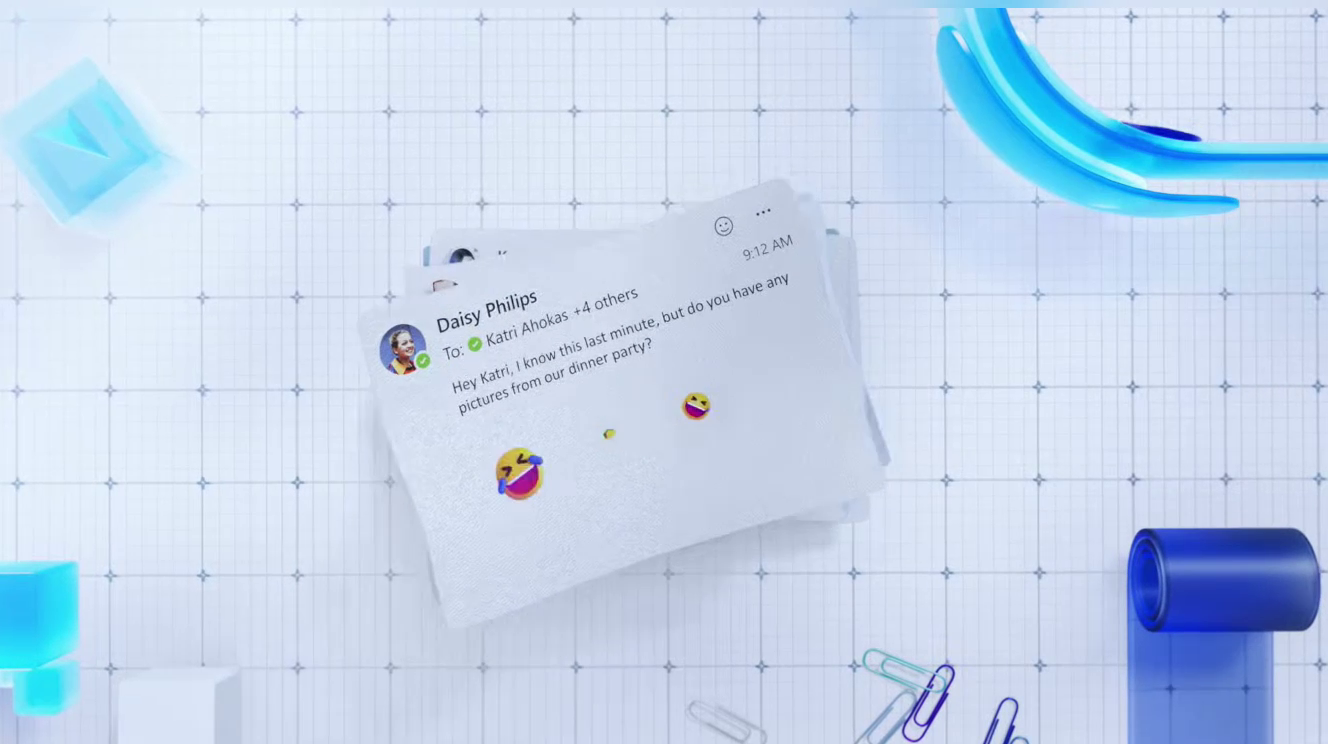 Daisy Philips
To: Katri Ahokas +4 others
9:12 AM
Hey Katri, I know this last minute, but do you have any
pictures from our dinner party?